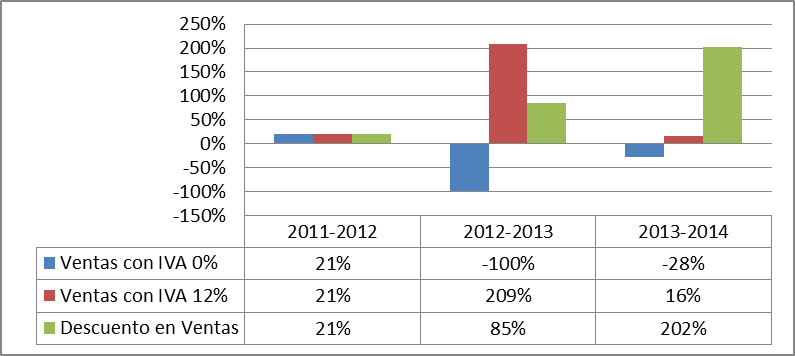 250%
200%
150%
100%
50%
0%
-50%
-100%
-150%
2011-2012 2012-2013 2013-2014
Ventas con IVA 0% 21% -100% -28%
Ventas con IVA 12% 21% 209% 16%
Descuento en Ventas 21% 85% 202%